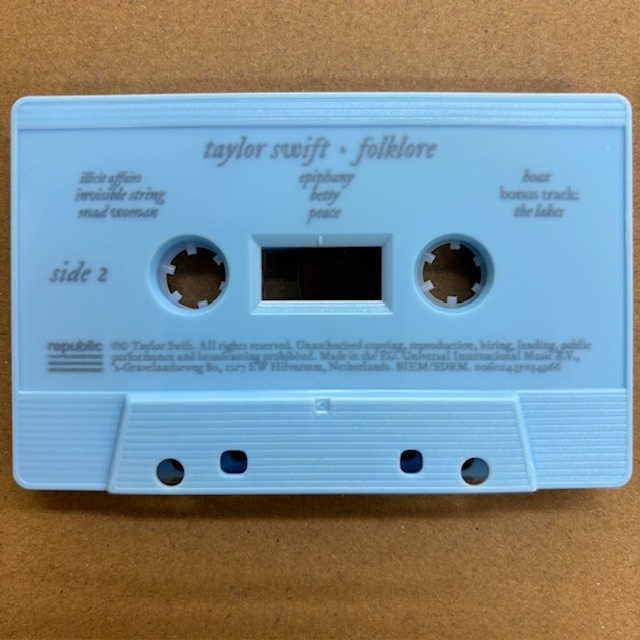 taylor swift • folklore
illicit affairs
invisible string
mad woman
epiphany
betty
peace
hoax
bonus track:
the lakes
side 2
republic
℗© Taylor Swift. All rights reserved. Unauthorised copying, reproduction, hiring, lending, public
performance and broadcasting prohibited. Made in the EU. Universal International Music B.V.,
's-Gravelandseweg 80, 1217 EW Hilversum, Netherlands. BIEM/SDRM.